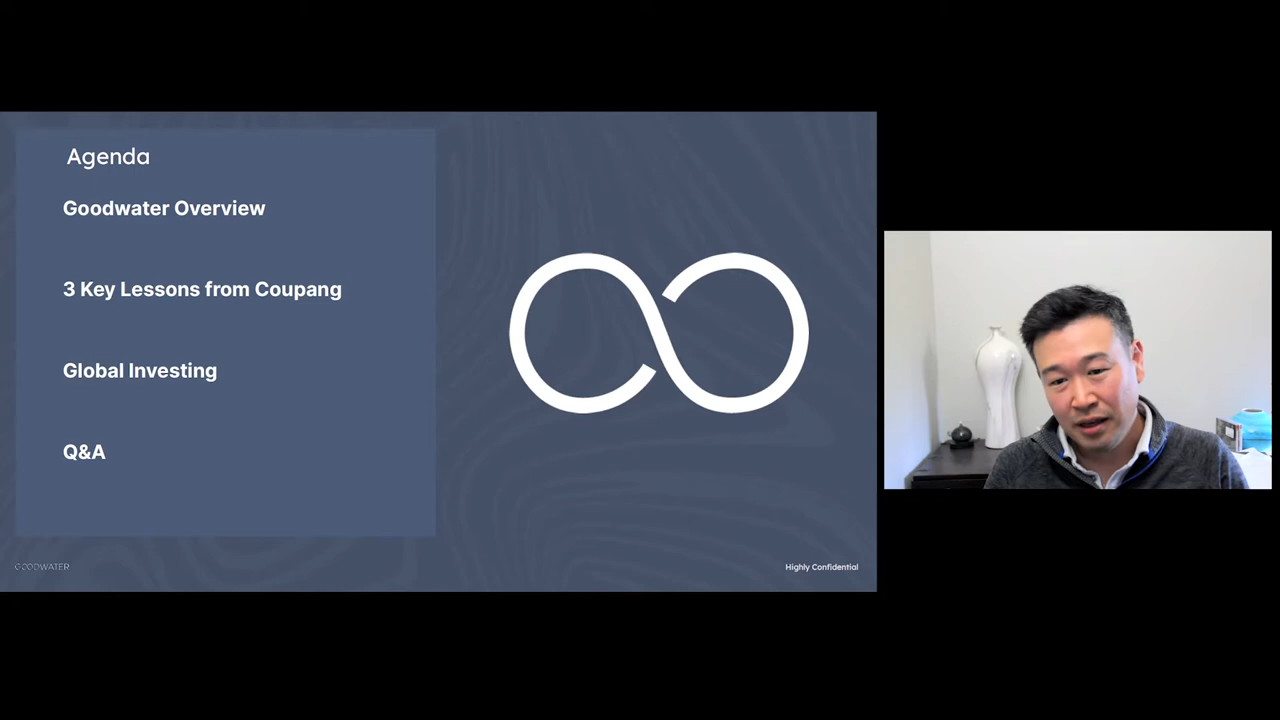 Agenda
Goodwater Overview
3 Key Lessons from Coupang
Global Investing
Q&A
GOODWATER
Highly Confidential